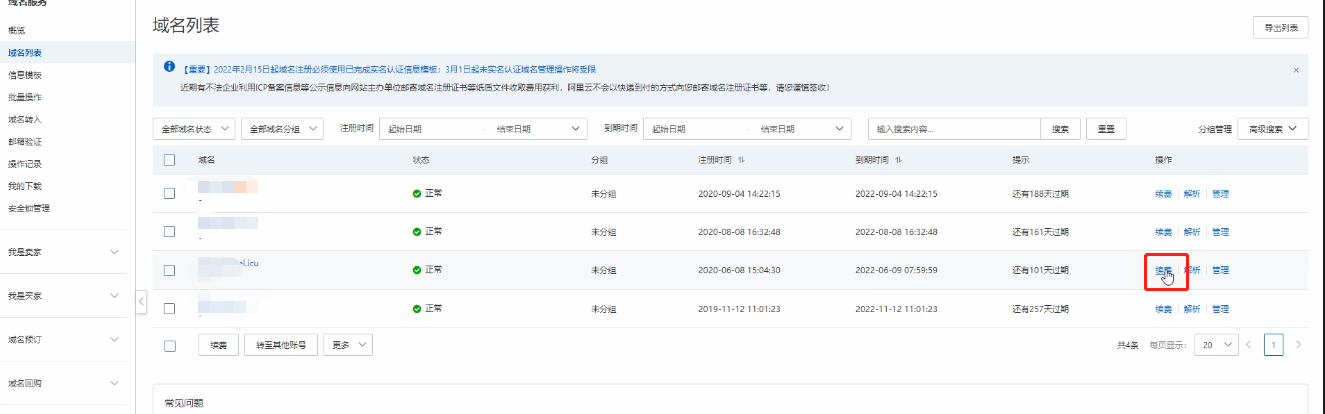 域名服务
概览
域名列表
信息模板
批量操作
域名转入
邮箱验证
操作记录
我的下载
安全锁管理
我是卖家
我是买家
域名预订
域名回购
域名列表
导出列表
【重要】2022年2月15日起域名注册必须使用已完成实名认证信息模板；3月1日起未实名认证域名管理操作将受限
近期有不法企业利用ICP备案信息等公示信息向网站主办单位邮寄域名注册证书等纸质文件收取费用获利，阿里云不会以快递到付的方式向您邮寄域名注册证书等，请您谨慎签收！
全部域名状态 全部域名分组 注册时间 起始日期 - 结束日期 到期时间 起始日期 - 结束日期 输入搜索内容... 搜索 重置 分组管理 高级搜索
域名 状态 分组 注册时间 到期时间 提示 操作
正常 未分组 2020-09-04 14:22:15 2022-09-04 14:22:15 还有188天过期 续费 解析 管理
-
正常 未分组 2020-08-08 16:32:48 2022-08-08 16:32:48 还有161天过期 续费 解析 管理
-
el.icu 正常 未分组 2020-06-08 15:04:30 2022-06-09 07:59:59 还有101天过期 续费 解析 管理
正常 未分组 2019-11-12 11:01:23 2022-11-12 11:01:23 还有257天过期 续费 解析 管理
-
续费 转至其他账号 更多 共4条 每页显示： 20 1
常见问题